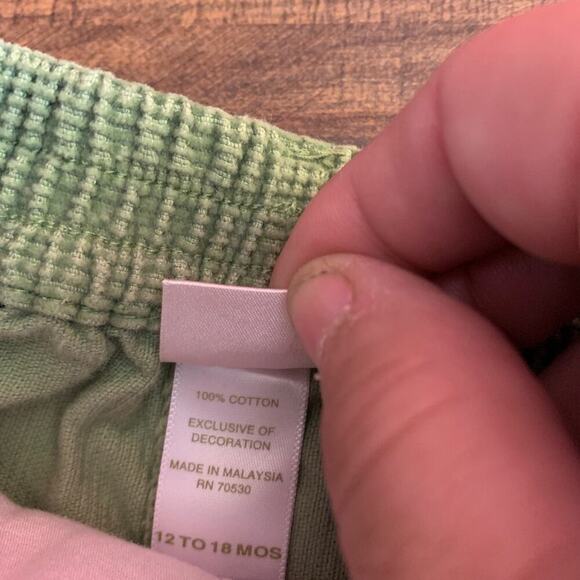 100% COTTON
EXCLUSIVE OF
DECORATION
MADE IN MALAYSIA
RN 70530
12 TO 18 MOS